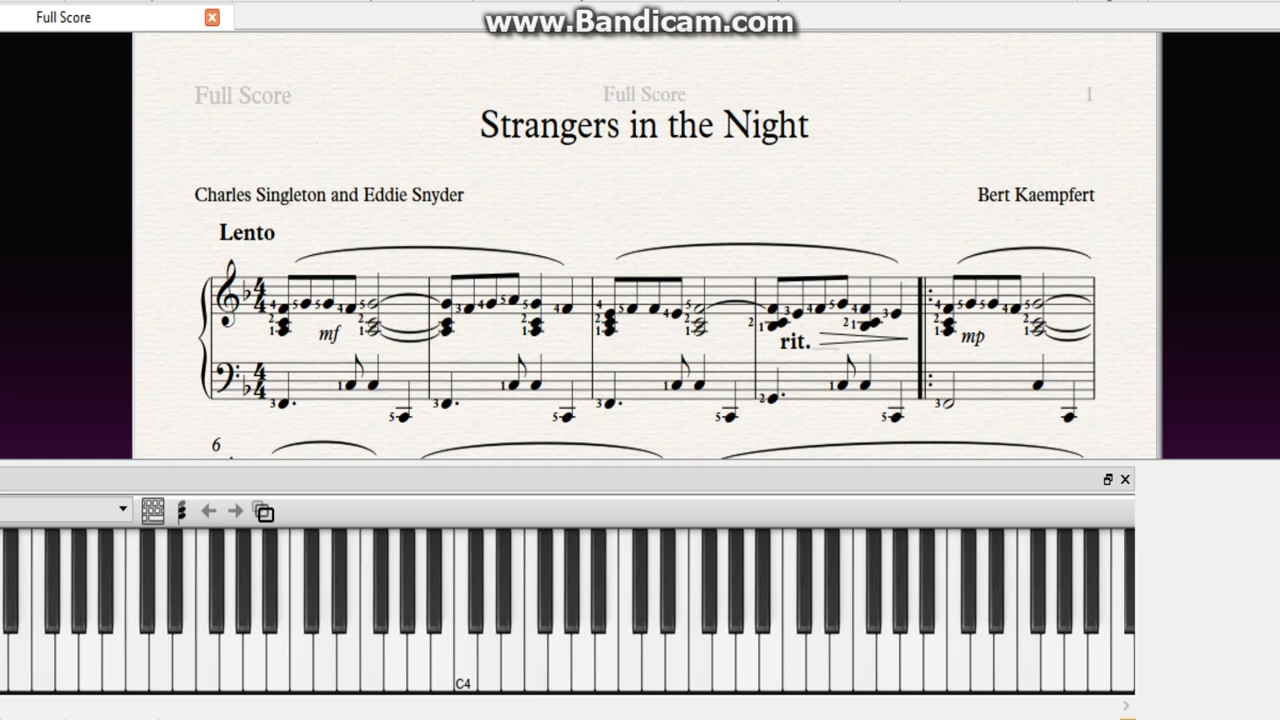 Full Score
www.Bandicam.com
Full Score Full Score 1
Strangers in the Night
Charles Singleton and Eddie Snyder Bert Kaempfert
Lento
mf
rit.
mp
6
C4